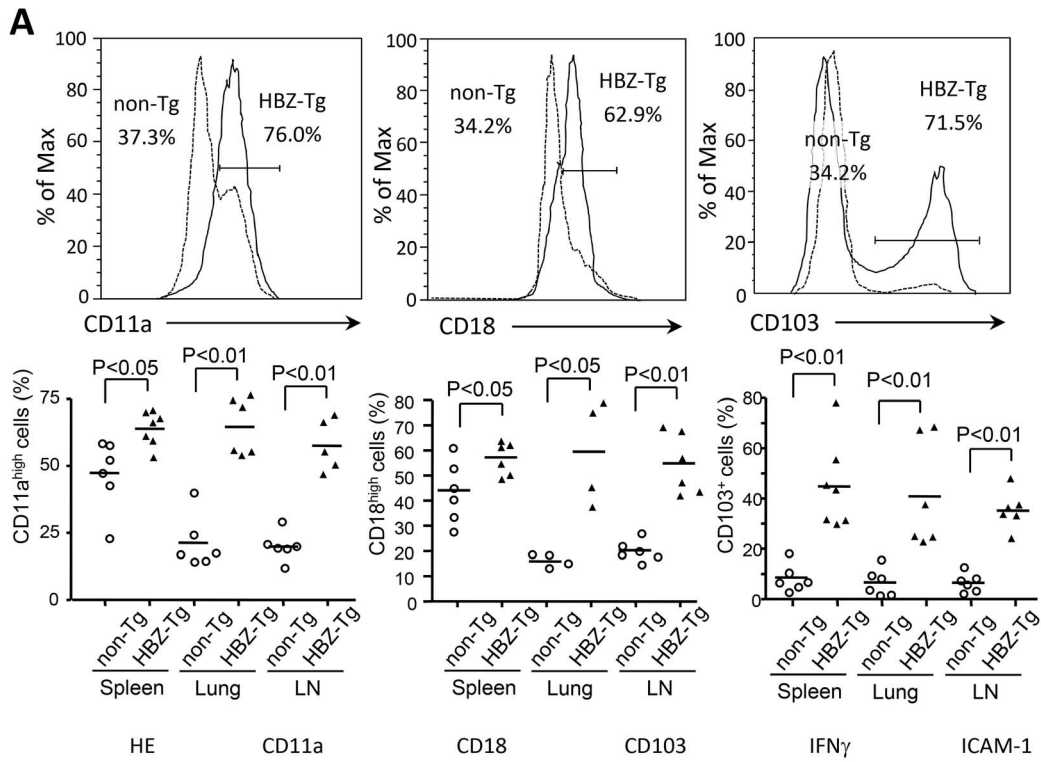 A
100
80
60
40
20
0
% of Max
non-Tg
37.3%
HBZ-Tg
76.0%
CD11a
100
80
60
40
20
0
% of Max
non-Tg
34.2%
HBZ-Tg
62.9%
CD18
100
80
60
40
20
0
% of Max
non-Tg
34.2%
HBZ-Tg
71.5%
CD103
CD11a^high cells (%)
75
50
25
0
P<0.05
P<0.01
P<0.01
non-Tg
HBZ-Tg
non-Tg
HBZ-Tg
non-Tg
HBZ-Tg
Spleen
Lung
LN
CD18^high cells (%)
80
70
60
50
40
30
20
10
0
P<0.05
P<0.05
P<0.01
non-Tg
HBZ-Tg
non-Tg
HBZ-Tg
non-Tg
HBZ-Tg
Spleen
Lung
LN
CD103^+ cells (%)
80
60
40
20
0
P<0.01
P<0.01
P<0.01
non-Tg
HBZ-Tg
non-Tg
HBZ-Tg
non-Tg
HBZ-Tg
Spleen
Lung
LN
HE CD11a CD18 CD103 IFNγ ICAM-1